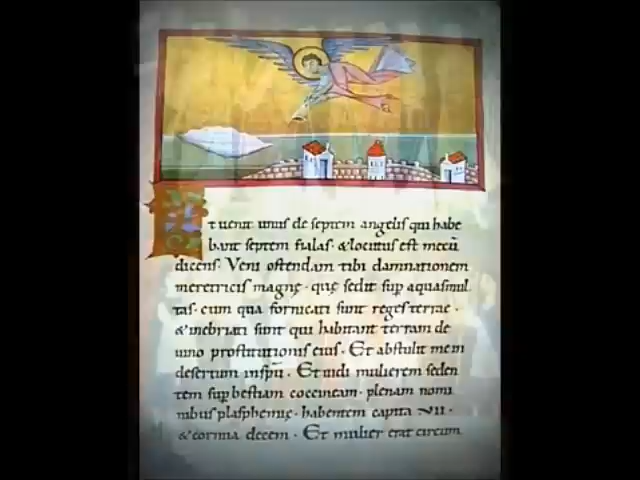 Et uenit unus de septem angelis qui habe
bant septem fialas · & locutus est mecū
dicens · Veni ostendam tibi damnationem
meretricis magnę · quę sedit sup aquas mul
tas · cum qua fornicati sunt reges terrae ·
& inebriati sunt qui habitant terram de
uino prostitutionis eius · Et abstulit me in
desertum in spū · Et uidi mulierem seden
tem sup bestiam coccineam · plenam nomi
nibus blasphemię · habentem capita VII ·
& cornua decem · Et mulier erat circum